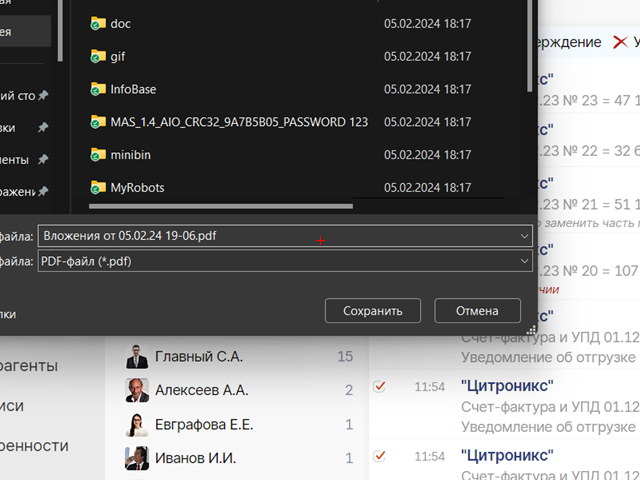 ея
doc 05.02.2024 18:17
gif 05.02.2024 18:17
InfoBase 05.02.2024 18:17
MAS_1.4_AIO_CRC32_9A7B5B05_PASSWORD 123 05.02.2024 18:17
minibin 05.02.2024 18:17
MyRobots 05.02.2024 18:17
ий сто
вки
енты
ражени
файла: Вложения от 05.02.24 19-06.pdf
файла: PDF-файл (*.pdf)
лки
Сохранить Отмена
ерждение У
кс"
.23 № 23 = 47 1
кс"
.23 № 22 = 32 6
кс"
.23 № 21 = 51 1
о заменить часть
кс"
.23 № 20 = 107
чии
кс"
Счет-фактура и УПД 01.12
Уведомление об отгрузке
11:54 "Цитроникс"
Счет-фактура и УПД 01.12
Уведомление об отгрузке
11:54 "Цитроникс"
Счет-фактура и УПД 01.12
рагенты
иси
ренности
Главный С.А. 15
Алексеев А.А. 2
Евграфова Е.Е. 1
Иванов И.И. 1